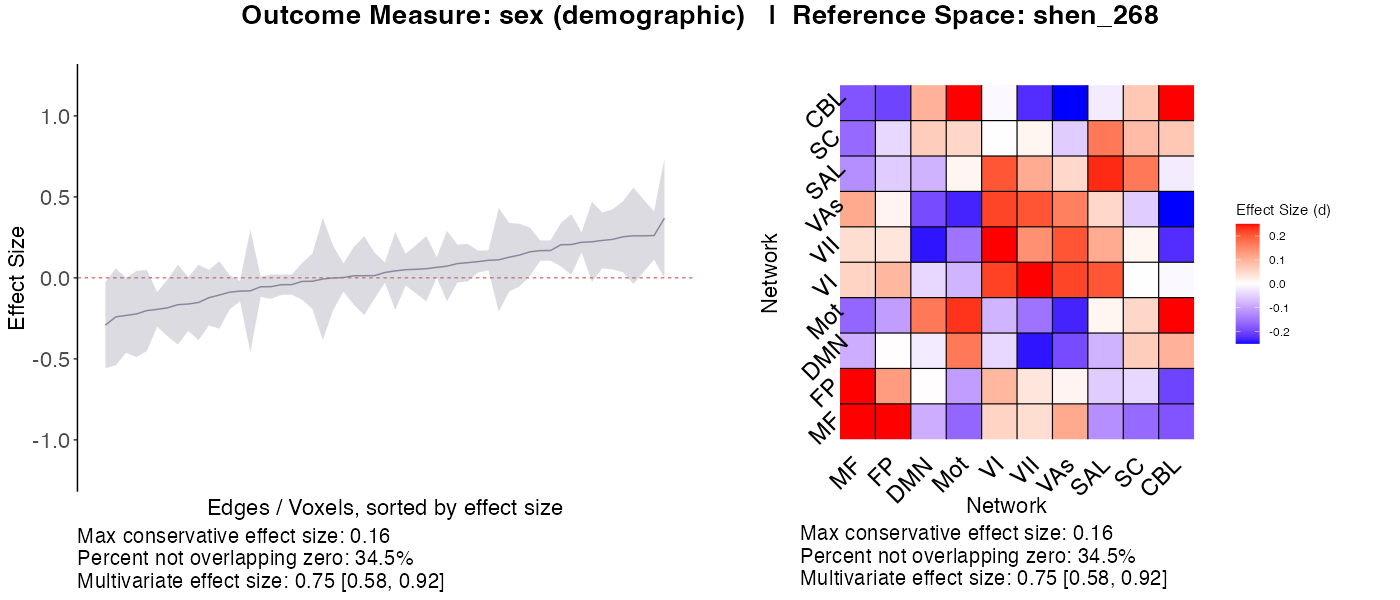 Outcome Measure: sex (demographic) | Reference Space: shen_268
1.0
0.5
0.0
-0.5
-1.0
Effect Size
Edges / Voxels, sorted by effect size
Max conservative effect size: 0.16
Percent not overlapping zero: 34.5%
Multivariate effect size: 0.75 [0.58, 0.92]
CBL
SC
SAL
VAs
VII
VI
Mot
DMN
FP
MF
Network
MF FP DMN Mot VI VII VAs SAL SC CBL
Network
Max conservative effect size: 0.16
Percent not overlapping zero: 34.5%
Multivariate effect size: 0.75 [0.58, 0.92]
Effect Size (d)
0.2
0.1
0.0
-0.1
-0.2